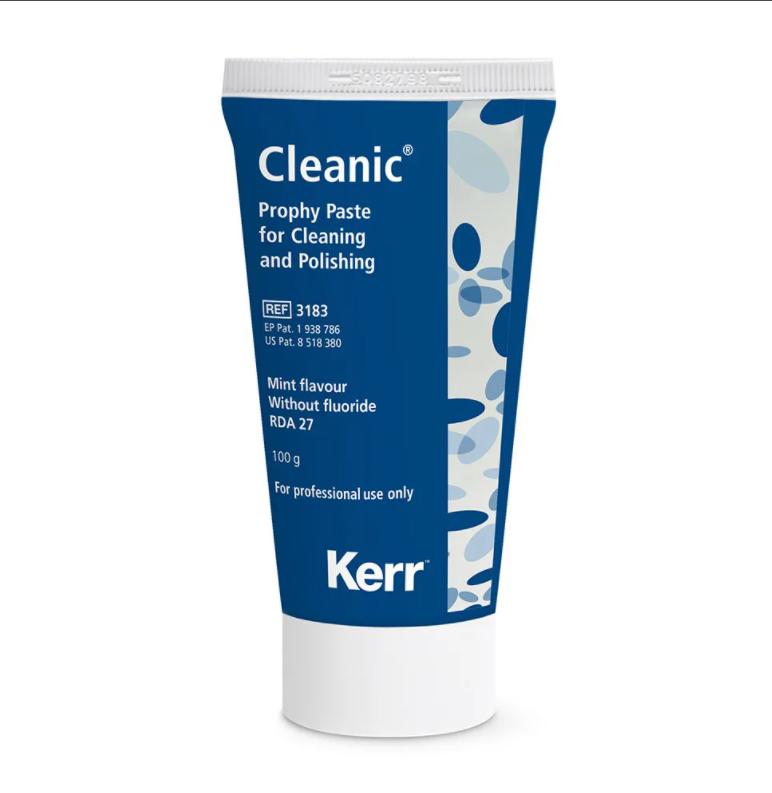 Cleanic®
Prophy Paste
for Cleaning
and Polishing
REF 3183
EP Pat. 1 938 786
US Pat. 8 518 380
Mint flavour
Without fluoride
RDA 27
100 g
For professional use only
Kerr™